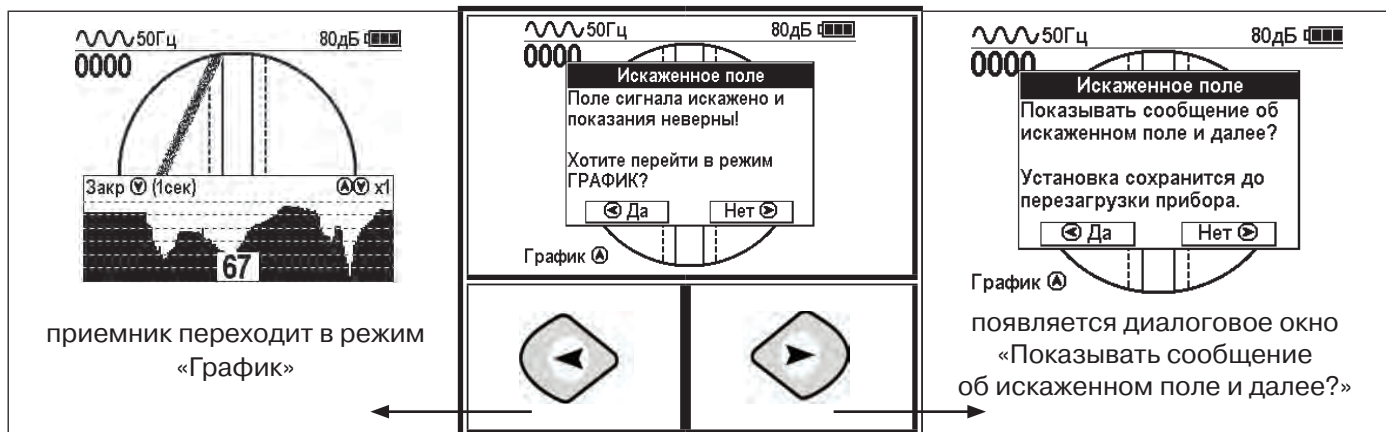 50Гц 80дБ
0000
Закр (1сек) x1
67
приемник переходит в режим
«График»
50Гц 80дБ
0000
Искаженное поле
Поле сигнала искажено и
показания неверны!
Хотите перейти в режим
ГРАФИК?
Да Нет
График
50Гц 80дБ
0000
Искаженное поле
Показывать сообщение об
искаженном поле и далее?
Установка сохранится до
перезагрузки прибора.
Да Нет
График
появляется диалоговое окно
«Показывать сообщение
об искаженном поле и далее?»